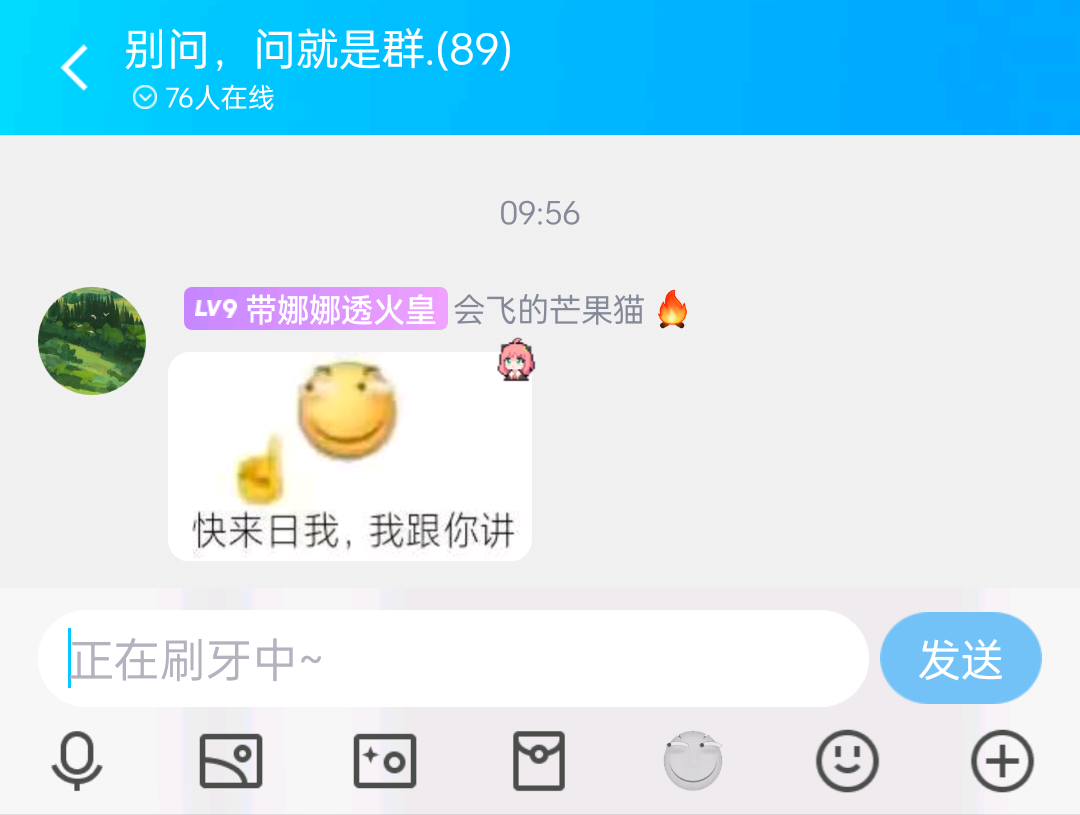 别问，问就是群.(89)
76人在线
09:56
LV9 带娜娜透火皇 会飞的芒果猫
快来日我，我跟你讲
正在刷牙中~
发送